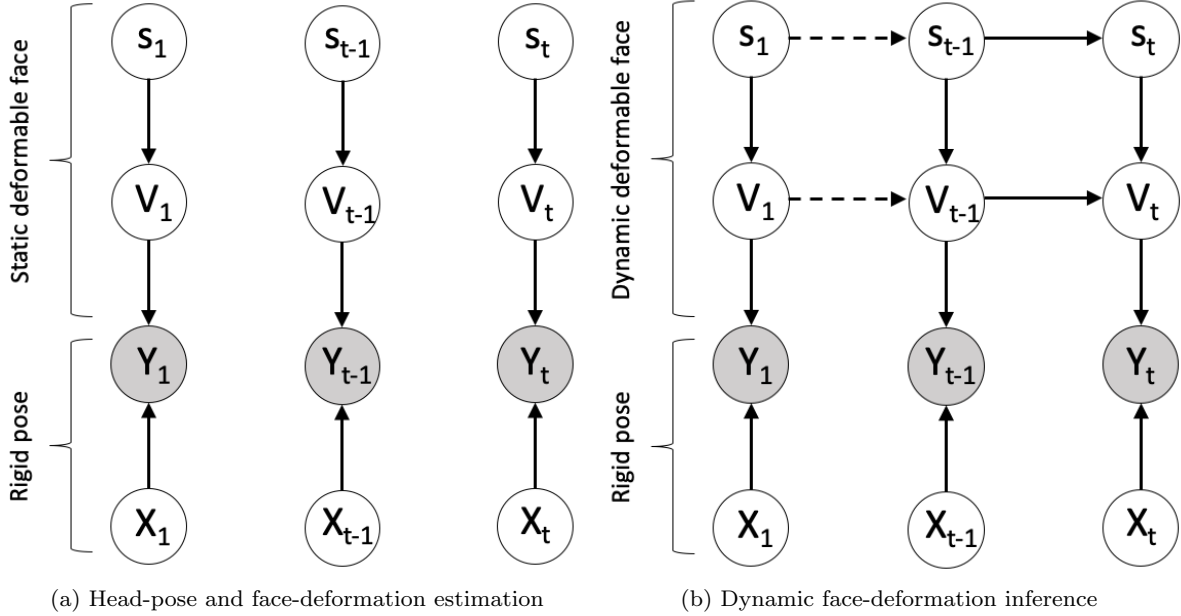 Static deformable face
Rigid pose
s1 st-1 st
V1 Vt-1 Vt
Y1 Yt-1 Yt
X1 Xt-1 Xt
(a) Head-pose and face-deformation estimation
Dynamic deformable face
Rigid pose
s1 st-1 st
V1 Vt-1 Vt
Y1 Yt-1 Yt
X1 Xt-1 Xt
(b) Dynamic face-deformation inference